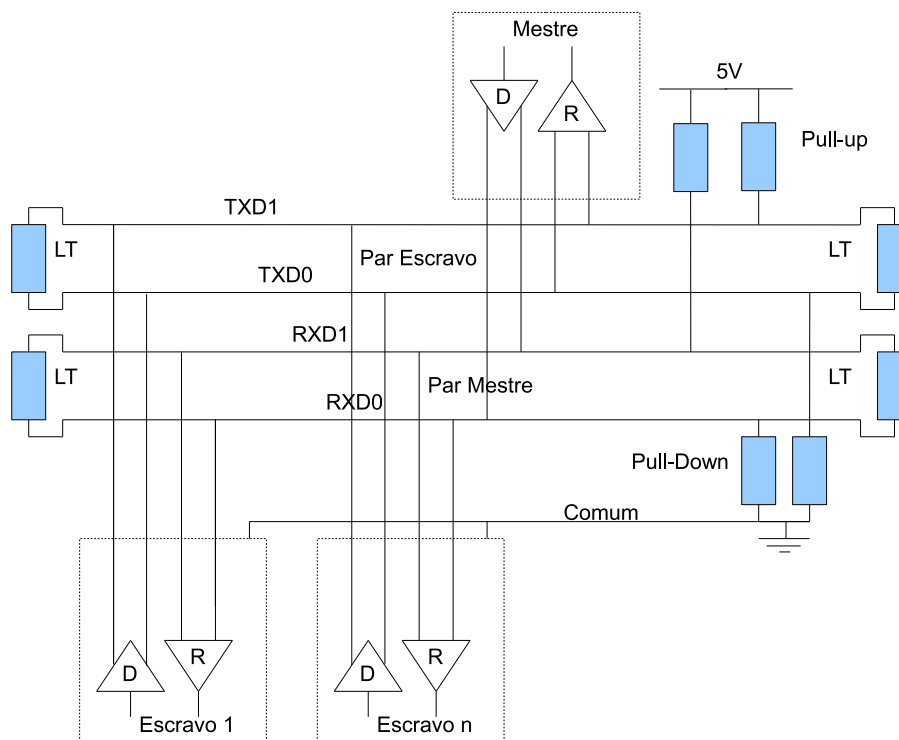 Mestre
5V
D
R
Pull-up
TXD1
LT
Par Escravo
LT
TXD0
RXD1
LT
Par Mestre
LT
RXD0
Pull-Down
Comum
D
R
D
R
Escravo 1
Escravo n